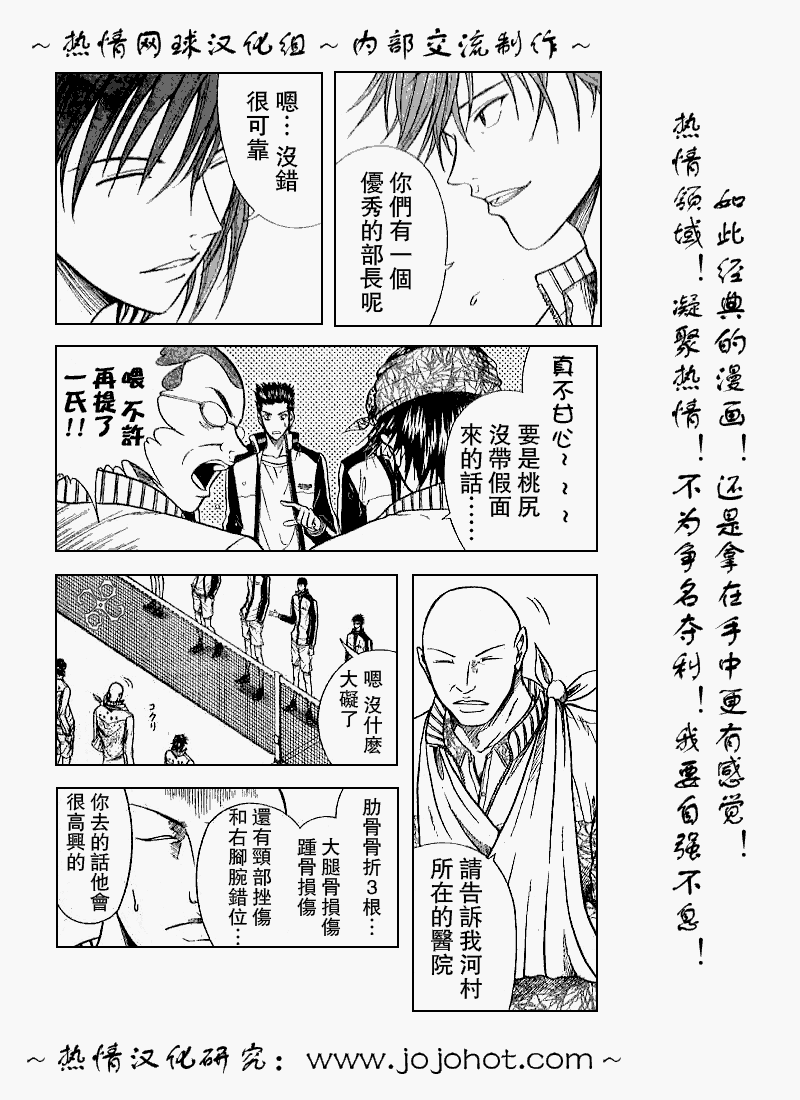 ～热情网球汉化组～内部交流制作～
你們有一個
優秀的部長呢
嗯…沒錯
很可靠
真不甘心～～～
要是桃尻
沒帶假面
來的話……
喂 不許
再提了
一氏!!
請告訴我河村
所在的醫院
嗯 沒什麽
大礙了
コクリ
肋骨骨折3根…
大腿骨損傷
踵骨損傷
還有頸部挫傷
和右腳腕錯位…
你去的話他會
很高興的
如此经典的漫画！还是拿在手中更有感觉！
热情领域！凝聚热情！不为争名夺利！我要自强不息！
～热情汉化研究：www.jojohot.com～